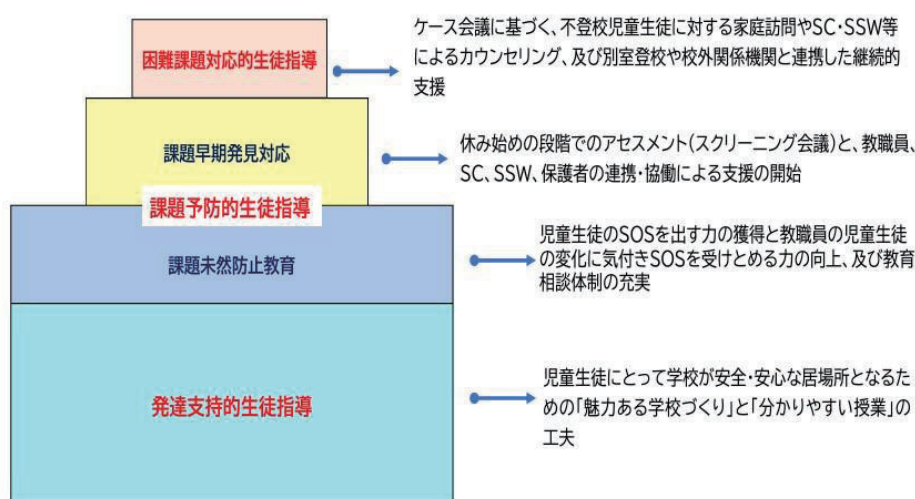 困難課題対応的生徒指導
ケース会議に基づく、不登校児童生徒に対する家庭訪問やSC・SSW等
によるカウンセリング、及び別室登校や校外関係機関と連携した継続的
支援
課題早期発見対応
休み始めの段階でのアセスメント(スクリーニング会議)と、教職員、
SC、SSW、保護者の連携・協働による支援の開始
課題予防的生徒指導
課題未然防止教育
児童生徒のSOSを出す力の獲得と教職員の児童生徒
の変化に気付きSOSを受けとめる力の向上、及び教育
相談体制の充実
発達支持的生徒指導
児童生徒にとって学校が安全・安心な居場所となるた
めの「魅力ある学校づくり」と「分かりやすい授業」の
工夫